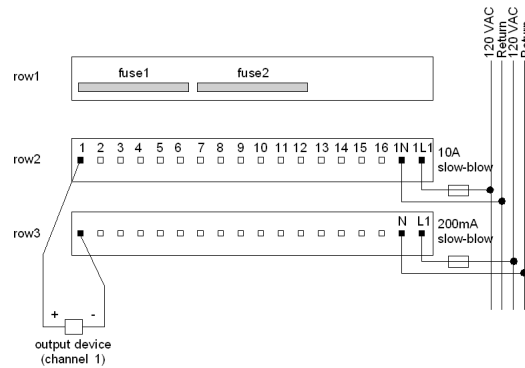 120 VAC
Return
120 VAC
Return
row1
fuse1 fuse2
row2
1 2 3 4 5 6 7 8 9 10 11 12 13 14 15 16 1N 1L1
10A
slow-blow
row3
N L1
200mA
slow-blow
+ -
output device
(channel 1)